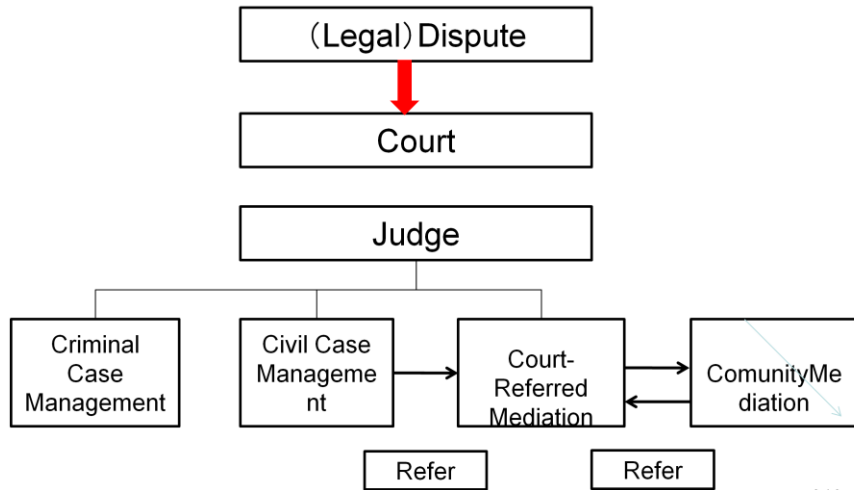 （Legal）Dispute
Court
Judge
Criminal
Case
Management
Civil Case
Manageme
nt
Court-
Referred
Mediation
ComunityMe
diation
Refer
Refer